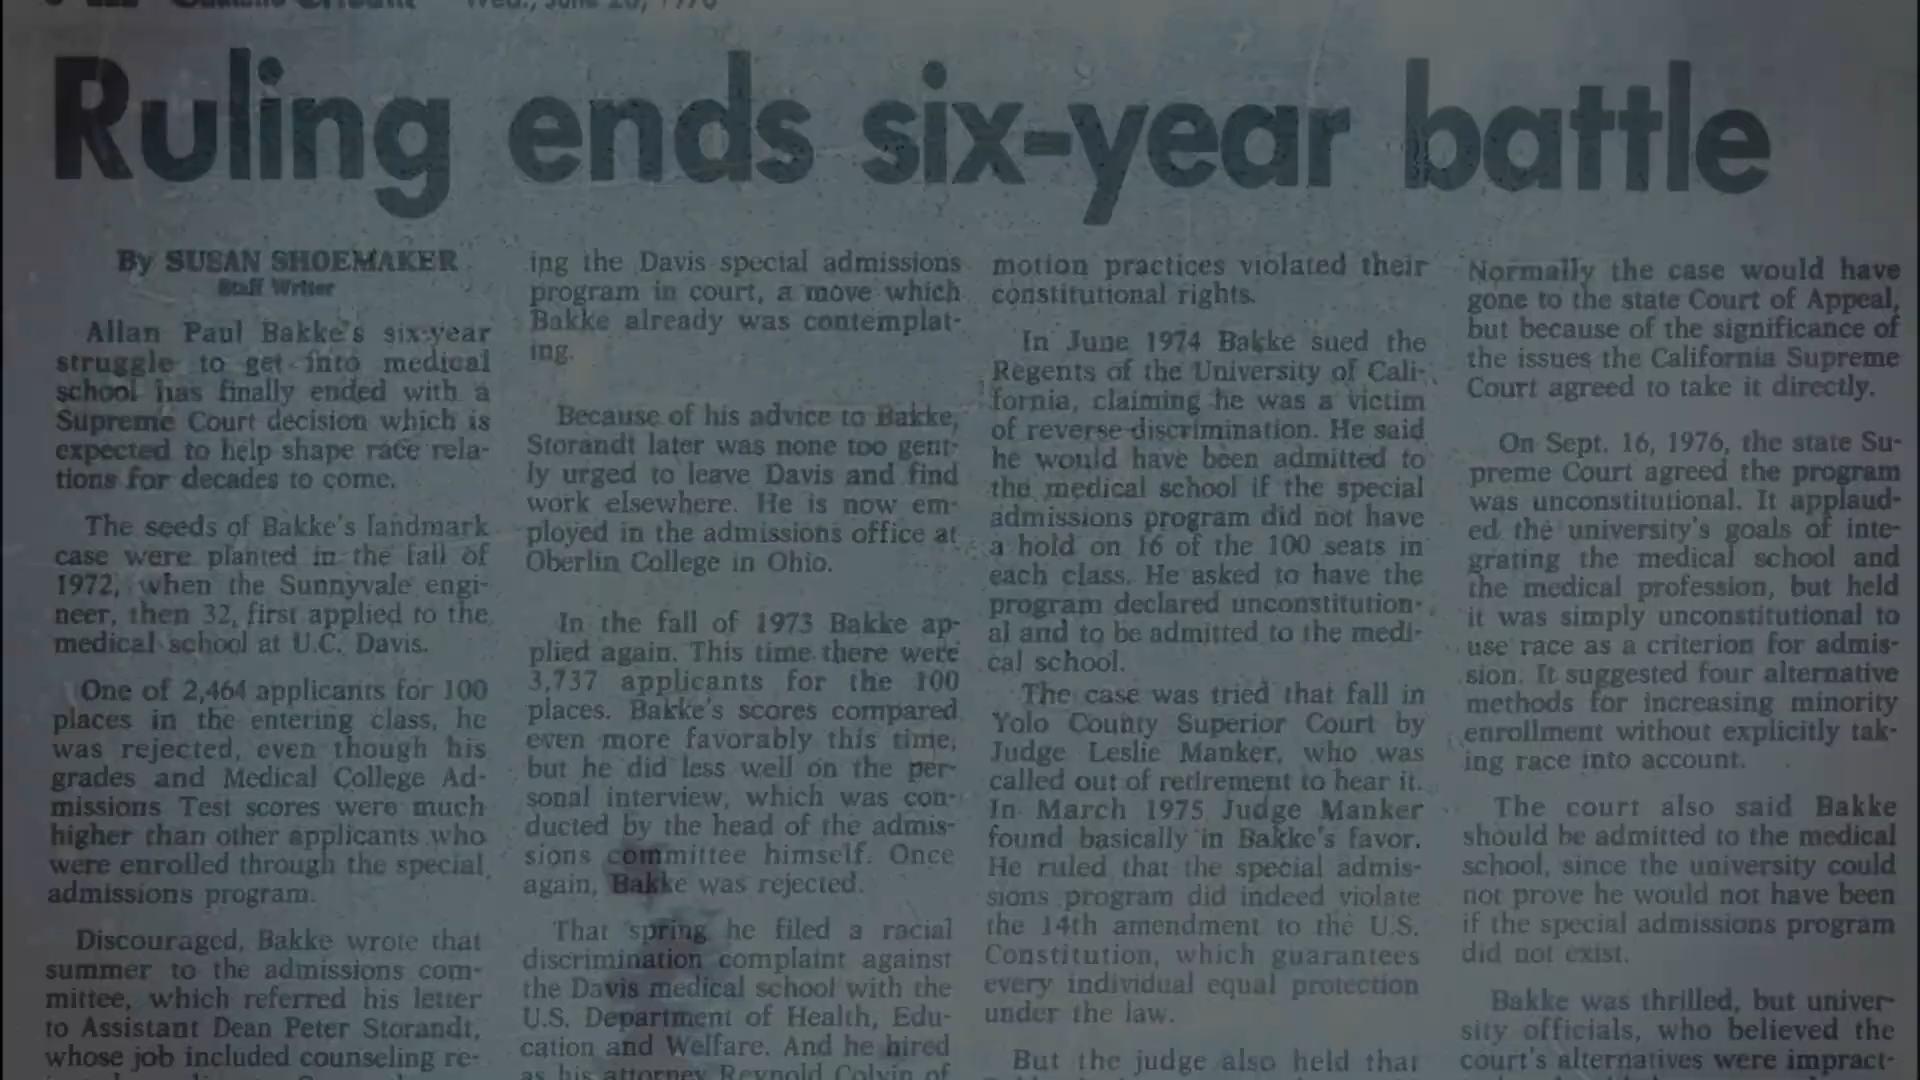 Wed., June 28, 1978
Ruling ends six-year battle
By SUSAN SHOEMAKER
Staff Writer
Allan Paul Bakke's six-year
struggle to get into medical
school has finally ended with a
Supreme Court decision which is
expected to help shape race rela-
tions for decades to come.
The seeds of Bakke's landmark
case were planted in the fall of
1972, when the Sunnyvale engi-
neer, then 32, first applied to the
medical school at U.C. Davis.
One of 2,464 applicants for 100
places in the entering class, he
was rejected, even though his
grades and Medical College Ad-
missions Test scores were much
higher than other applicants who
were enrolled through the special
admissions program.
Discouraged, Bakke wrote that
summer to the admissions com-
mittee, which referred his letter
to Assistant Dean Peter Storandt,
whose job included counseling re-
ing the Davis special admissions
program in court, a move which
Bakke already was contemplat-
ing.
Because of his advice to Bakke,
Storandt later was none too gent-
ly urged to leave Davis and find
work elsewhere. He is now em-
ployed in the admissions office at
Oberlin College in Ohio.
In the fall of 1973 Bakke ap-
plied again. This time there were
3,737 applicants for the 100
places. Bakke's scores compared
even more favorably this time,
but he did less well on the per-
sonal interview, which was con-
ducted by the head of the admis-
sions committee himself. Once
again, Bakke was rejected.
That spring he filed a racial
discrimination complaint against
the Davis medical school with the
U.S. Department of Health, Edu-
cation and Welfare. And he hired
as his attorney Reynold Colvin of
motion practices violated their
constitutional rights.
In June 1974 Bakke sued the
Regents of the University of Cali-
fornia, claiming he was a victim
of reverse discrimination. He said
he would have been admitted to
the medical school if the special
admissions program did not have
a hold on 16 of the 100 seats in
each class. He asked to have the
program declared unconstitution-
al and to be admitted to the medi-
cal school.
The case was tried that fall in
Yolo County Superior Court by
Judge Leslie Manker, who was
called out of retirement to hear it.
In March 1975 Judge Manker
found basically in Bakke's favor.
He ruled that the special admis-
sions program did indeed violate
the 14th amendment to the U.S.
Constitution, which guarantees
every individual equal protection
under the law.
But the judge also held that
Normally the case would have
gone to the state Court of Appeal,
but because of the significance of
the issues the California Supreme
Court agreed to take it directly.
On Sept. 16, 1976, the state Su-
preme Court agreed the program
was unconstitutional. It applaud-
ed the university's goals of inte-
grating the medical school and
the medical profession, but held
it was simply unconstitutional to
use race as a criterion for admis-
sion. It suggested four alternative
methods for increasing minority
enrollment without explicitly tak-
ing race into account.
The court also said Bakke
should be admitted to the medical
school, since the university could
not prove he would not have been
if the special admissions program
did not exist.
Bakke was thrilled, but univer-
sity officials, who believed the
court's alternatives were impract-